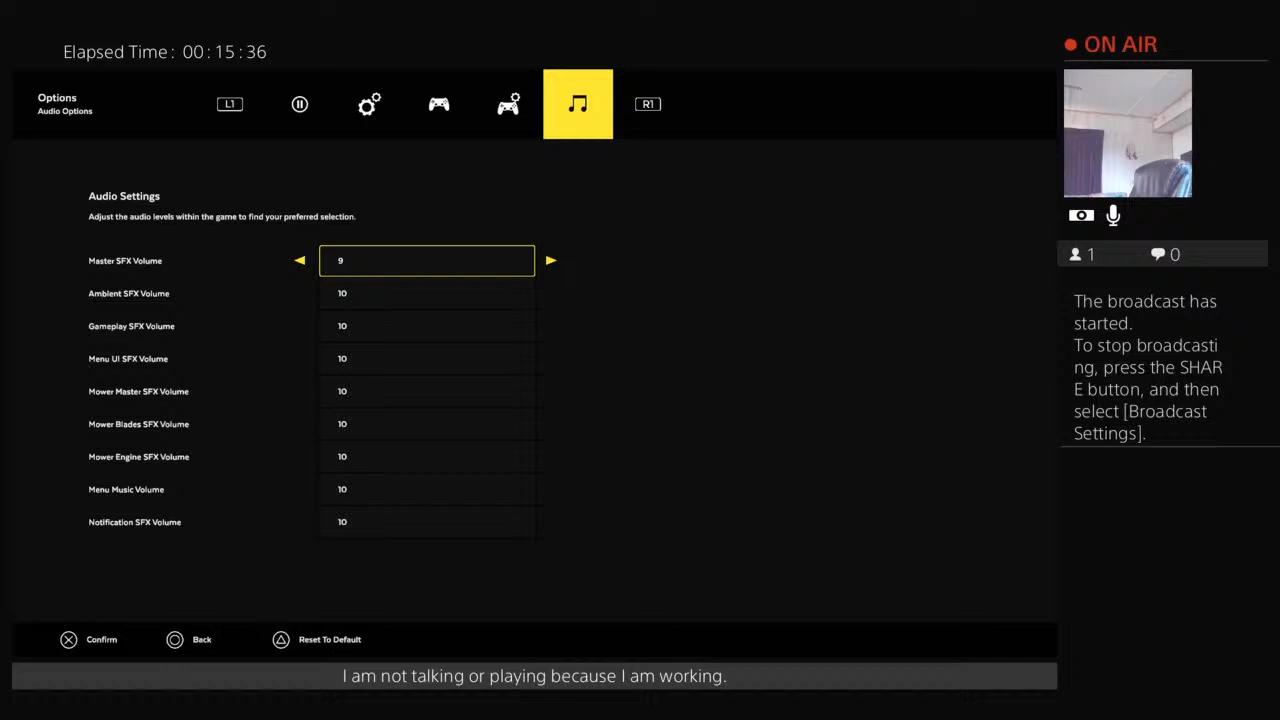 Elapsed Time: 00:15:36
ON AIR
Options
Audio Options
L1
R1
Audio Settings
Adjust the audio levels within the game to find your preferred selection.
Master SFX Volume 9
Ambient SFX Volume 10
Gameplay SFX Volume 10
Menu UI SFX Volume 10
Mower Master SFX Volume 10
Mower Blades SFX Volume 10
Mower Engine SFX Volume 10
Menu Music Volume 10
Notification SFX Volume 10
Confirm Back Reset To Default
I am not talking or playing because I am working.
1 0
The broadcast has
started.
To stop broadcasti
ng, press the SHAR
E button, and then
select [Broadcast
Settings].